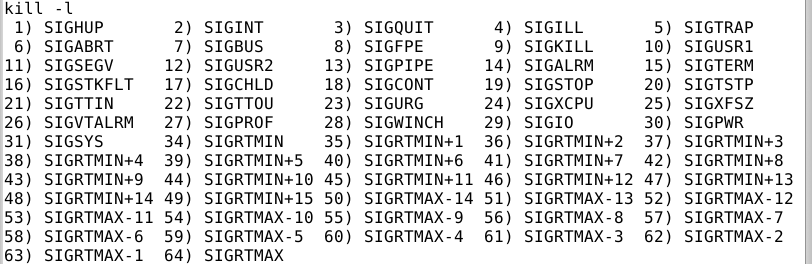 kill -l
 1) SIGHUP       2) SIGINT       3) SIGQUIT      4) SIGILL       5) SIGTRAP
 6) SIGABRT      7) SIGBUS       8) SIGFPE       9) SIGKILL     10) SIGUSR1
11) SIGSEGV     12) SIGUSR2     13) SIGPIPE     14) SIGALRM     15) SIGTERM
16) SIGSTKFLT   17) SIGCHLD     18) SIGCONT     19) SIGSTOP     20) SIGTSTP
21) SIGTTIN     22) SIGTTOU     23) SIGURG      24) SIGXCPU     25) SIGXFSZ
26) SIGVTALRM   27) SIGPROF     28) SIGWINCH    29) SIGIO       30) SIGPWR
31) SIGSYS      34) SIGRTMIN    35) SIGRTMIN+1  36) SIGRTMIN+2  37) SIGRTMIN+3
38) SIGRTMIN+4  39) SIGRTMIN+5  40) SIGRTMIN+6  41) SIGRTMIN+7  42) SIGRTMIN+8
43) SIGRTMIN+9  44) SIGRTMIN+10 45) SIGRTMIN+11 46) SIGRTMIN+12 47) SIGRTMIN+13
48) SIGRTMIN+14 49) SIGRTMIN+15 50) SIGRTMAX-14 51) SIGRTMAX-13 52) SIGRTMAX-12
53) SIGRTMAX-11 54) SIGRTMAX-10 55) SIGRTMAX-9  56) SIGRTMAX-8  57) SIGRTMAX-7
58) SIGRTMAX-6  59) SIGRTMAX-5  60) SIGRTMAX-4  61) SIGRTMAX-3  62) SIGRTMAX-2
63) SIGRTMAX-1  64) SIGRTMAX